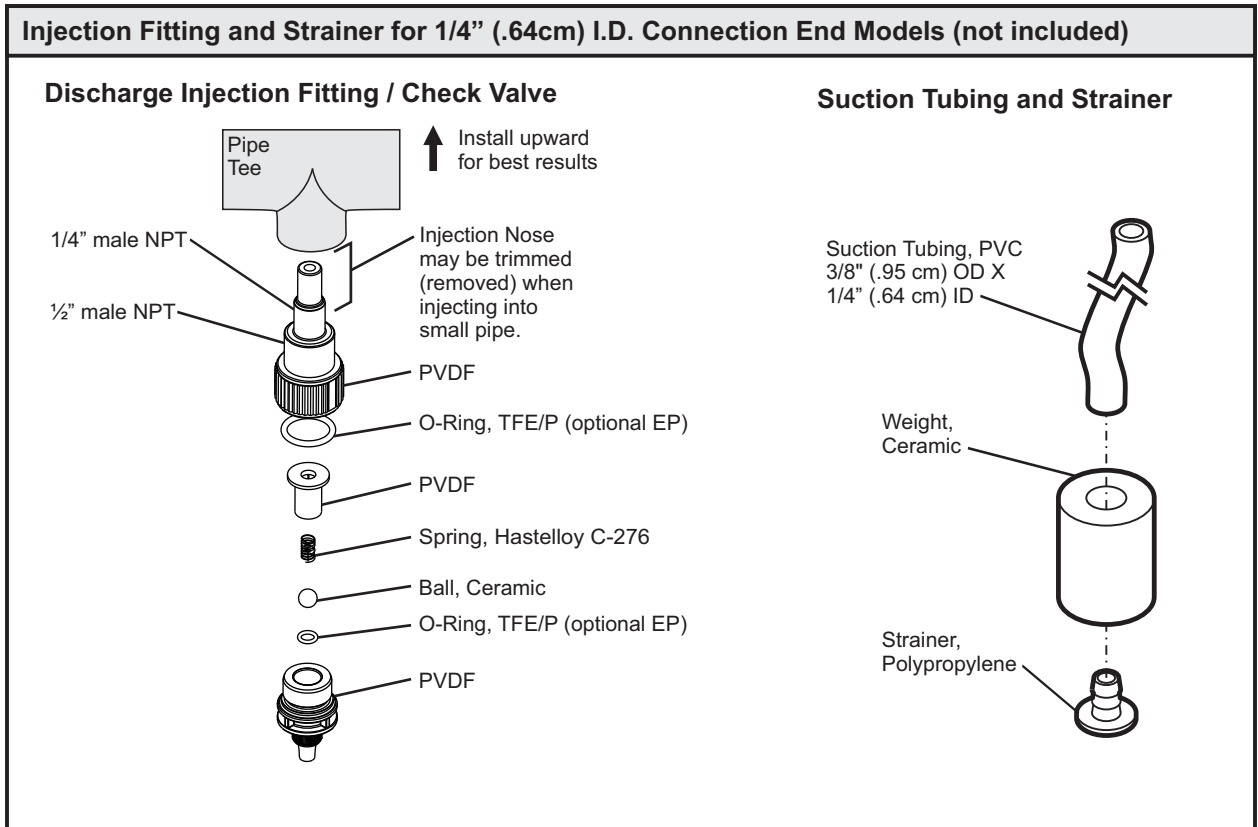 Injection Fitting and Strainer for 1/4” (.64cm) I.D. Connection End Models (not included)
Discharge Injection Fitting / Check Valve
Pipe
Tee
Install upward
for best results
1/4” male NPT
½” male NPT
Injection Nose
may be trimmed
(removed) when
injecting into
small pipe.
PVDF
O-Ring, TFE/P (optional EP)
PVDF
Spring, Hastelloy C-276
Ball, Ceramic
O-Ring, TFE/P (optional EP)
PVDF
Suction Tubing and Strainer
Suction Tubing, PVC
3/8" (.95 cm) OD X
1/4” (.64 cm) ID
Weight,
Ceramic
Strainer,
Polypropylene